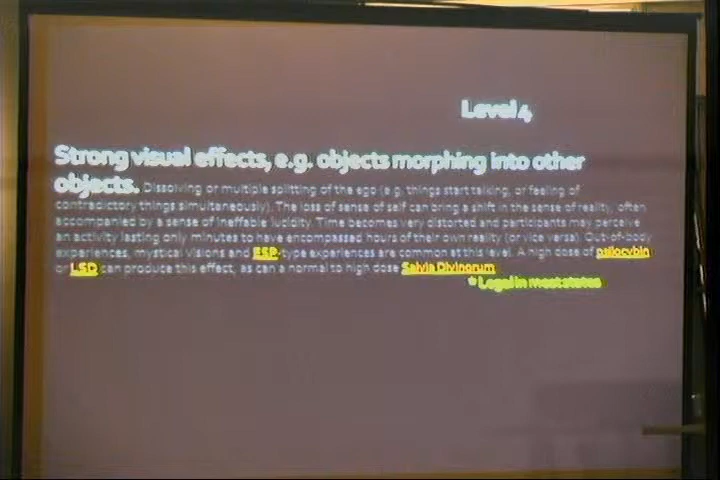 Level 4
Strong visual effects, e.g. objects morphing into other
objects. Dissolving or multiple splitting of the ego (e.g. things start talking, or feeling of
contradictory things simultaneously). The loss of sense of self can bring a shift in the sense of reality, often
accompanied by a sense of ineffable lucidity. Time becomes very distorted and participants may perceive
an activity lasting only minutes to have encompassed hours of their own reality (or vice versa). Out-of-body
experiences, mystical visions and ESP-type experiences are common at this level. A high dose of psilocybin
or LSD can produce this effect, as can a normal to high dose Salvia Divinorum
* Legal in most states